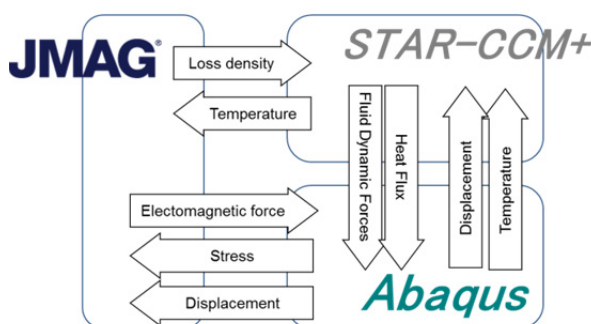 JMAG®
STAR-CCM+
Loss density
Temperature
Fluid Dynamic
Forces
Heat Flux
Displacement
Temperature
Electomagnetic force
Stress
Displacement
Abaqus